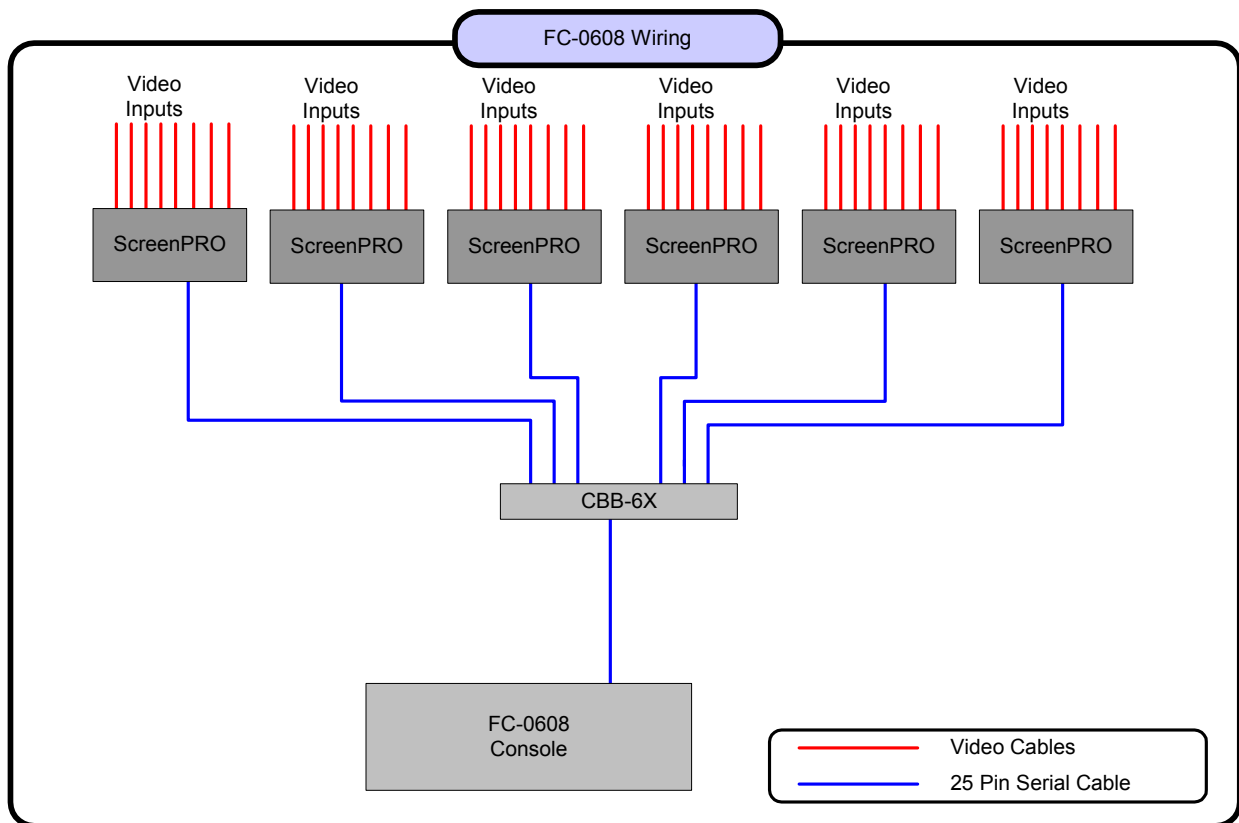 FC-0608 Wiring
Video
Inputs
Video
Inputs
Video
Inputs
Video
Inputs
Video
Inputs
Video
Inputs
ScreenPRO
ScreenPRO
ScreenPRO
ScreenPRO
ScreenPRO
ScreenPRO
CBB-6X
FC-0608
Console
Video Cables
25 Pin Serial Cable